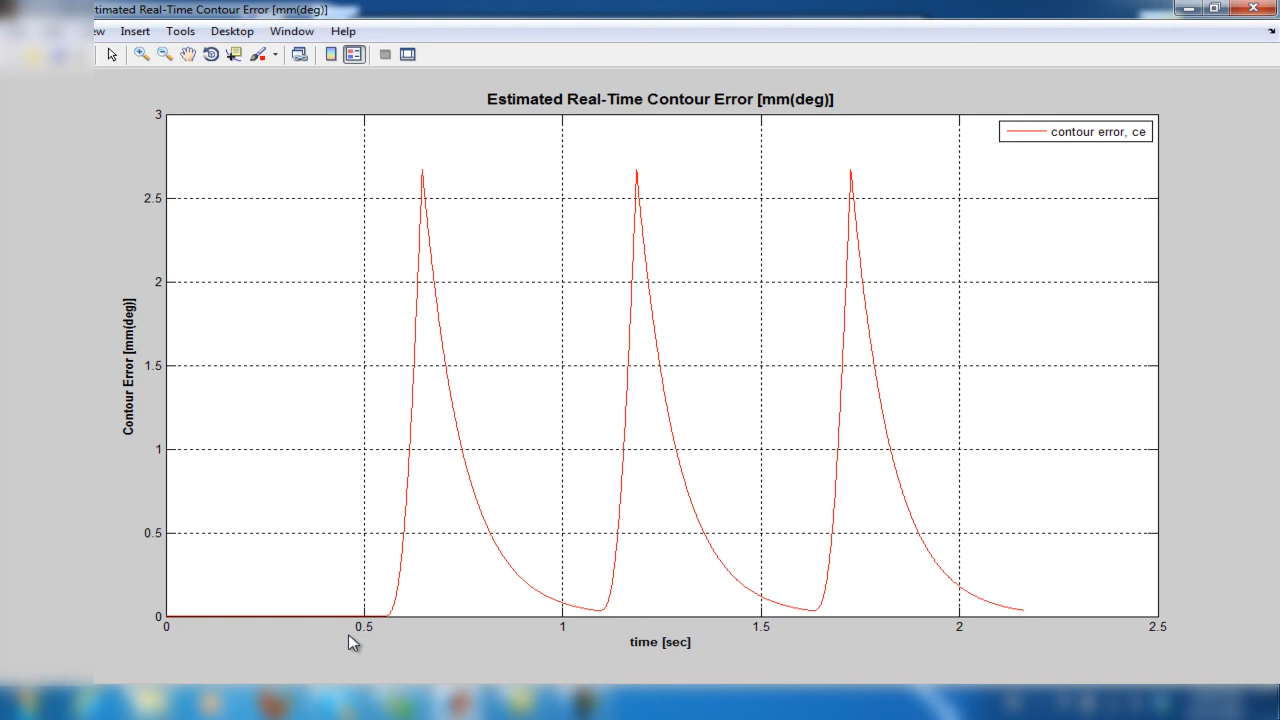 stimated Real-Time Contour Error [mm(deg)]
ew Insert Tools Desktop Window Help
Estimated Real-Time Contour Error [mm(deg)]
contour error, ce
3
2.5
2
1.5
1
0.5
0
Contour Error [mm(deg)]
0 0.5 1 1.5 2 2.5
time [sec]